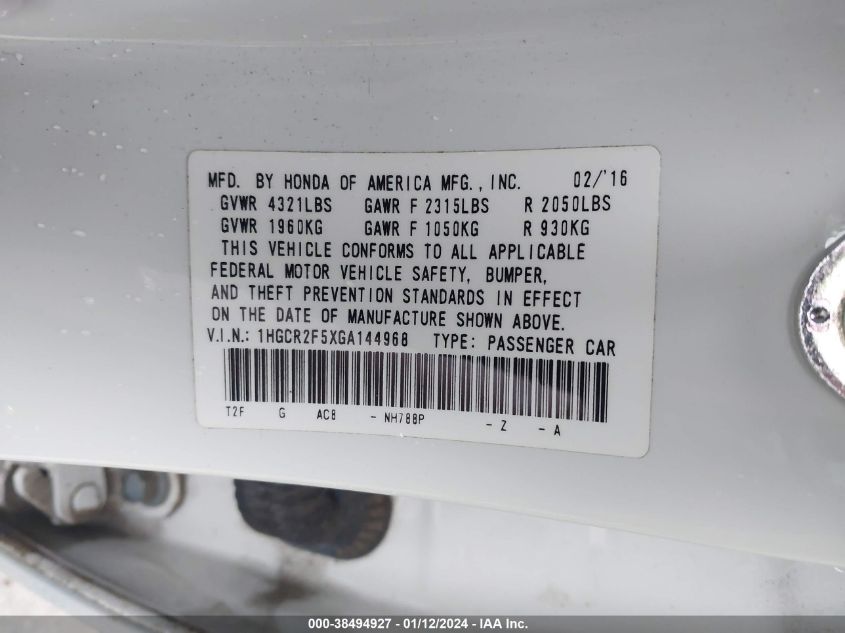 MFD. BY HONDA OF AMERICA MFG., INC. 02/'16
GVWR 4321LBS GAWR F 2315LBS R 2050LBS
GVWR 1960KG GAWR F 1050KG R 930KG
THIS VEHICLE CONFORMS TO ALL APPLICABLE
FEDERAL MOTOR VEHICLE SAFETY, BUMPER,
AND THEFT PREVENTION STANDARDS IN EFFECT
ON THE DATE OF MANUFACTURE SHOWN ABOVE.
V.I.N.: 1HGCR2F5XGA144968 TYPE: PASSENGER CAR
T2F G AC8 - NH788P - Z - A
000-38494927 - 01/12/2024 - IAA Inc.